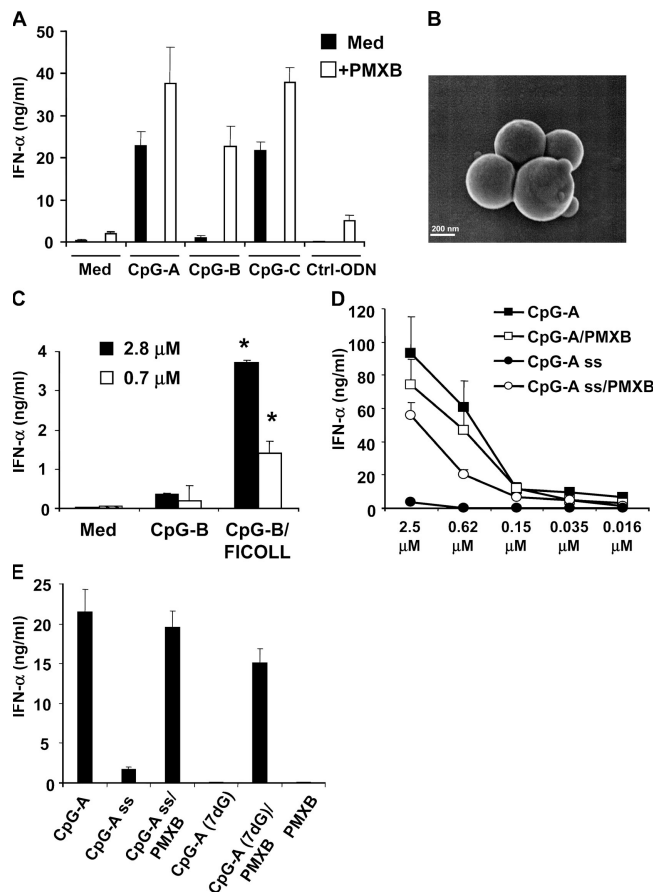 A
Med
+PMXB
IFN-α (ng/ml)
50
40
30
20
10
0
Med CpG-A CpG-B CpG-C Ctrl-ODN
B
200 nm
C
2.8 μM
0.7 μM
IFN-α (ng/ml)
4
3
2
1
0
*
*
Med CpG-B CpG-B/
FICOLL
D
CpG-A
CpG-A/PMXB
CpG-A ss
CpG-A ss/PMXB
IFN-α (ng/ml)
120
100
80
60
40
20
0
2.5 0.62 0.15 0.035 0.016
μM μM μM μM μM
E
IFN-α (ng/ml)
25
20
15
10
5
0
CpG-A
CpG-A ss
CpG-A ss/
PMXB
CpG-A (7dG)
CpG-A (7dG)/
PMXB
PMXB